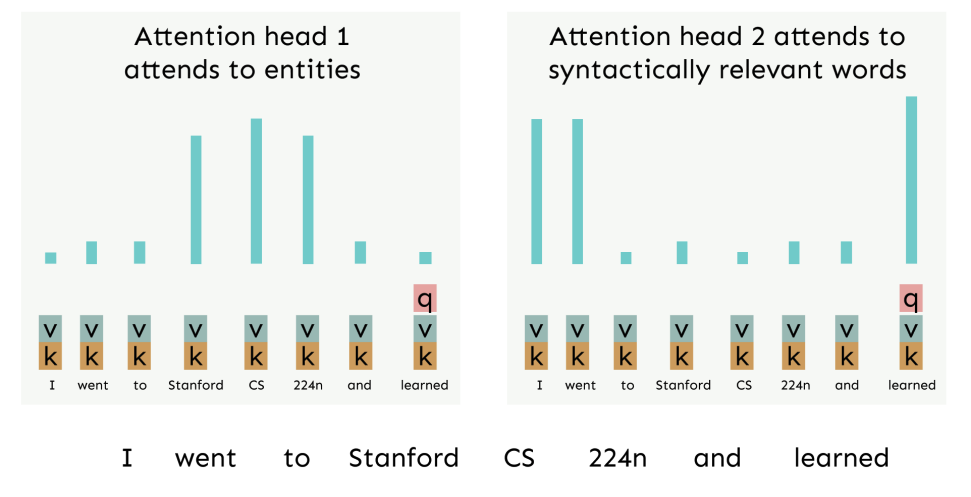 Attention head 1
attends to entities
q
v v v v v v v v
k k k k k k k k
I went to Stanford CS 224n and learned
Attention head 2 attends to
syntactically relevant words
q
v v v v v v v v
k k k k k k k k
I went to Stanford CS 224n and learned
I went to Stanford CS 224n and learned